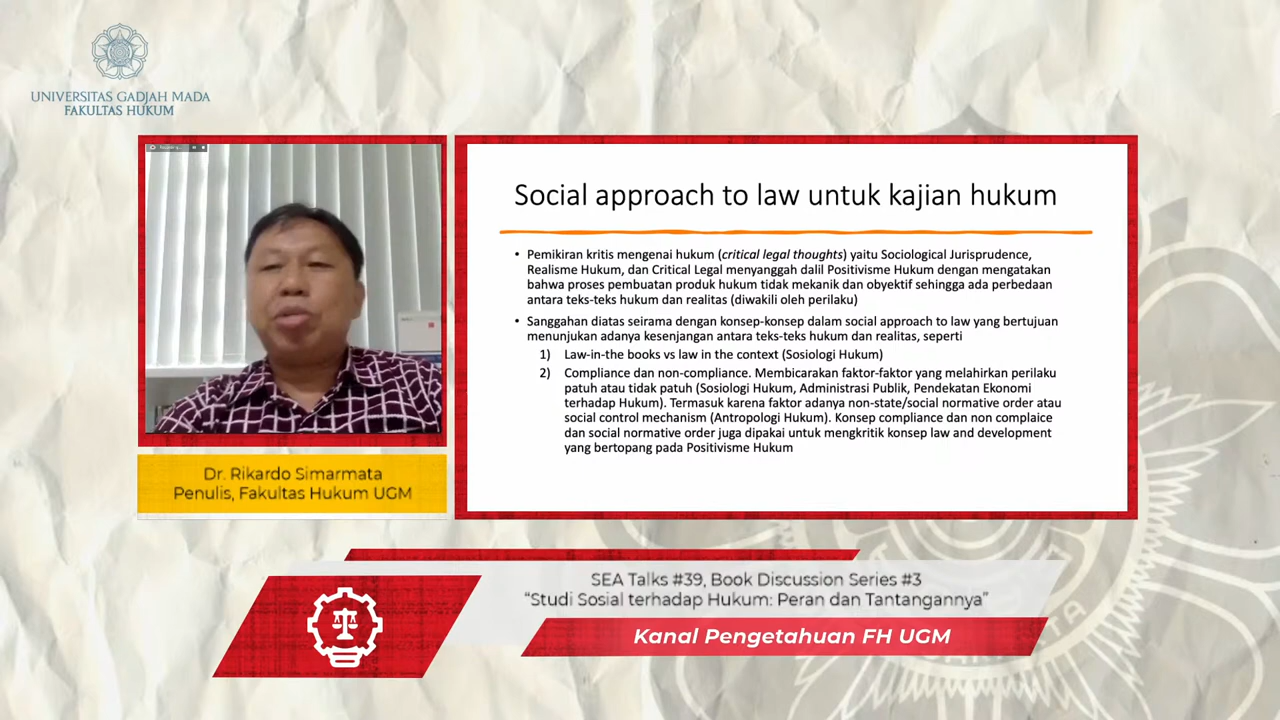 UNIVERSITAS GADJAH MADA
FAKULTAS HUKUM
Social approach to law untuk kajian hukum
• Pemikiran kritis mengenai hukum (critical legal thoughts) yaitu Sociological Jurisprudence,
Realisme Hukum, dan Critical Legal menyanggah dalil Positivisme Hukum dengan mengatakan
bahwa proses pembuatan produk hukum tidak mekanik dan obyektif sehingga ada perbedaan
antara teks-teks hukum dan realitas (diwakili oleh perilaku)
• Sanggahan diatas seirama dengan konsep-konsep dalam social approach to law yang bertujuan
menunjukan adanya kesenjangan antara teks-teks hukum dan realitas, seperti
1) Law-in-the books vs law in the context (Sosiologi Hukum)
2) Compliance dan non-compliance. Membicarakan faktor-faktor yang melahirkan perilaku
patuh atau tidak patuh (Sosiologi Hukum, Administrasi Publik, Pendekatan Ekonomi
terhadap Hukum). Termasuk karena faktor adanya non-state/social normative order atau
social control mechanism (Antropologi Hukum). Konsep compliance dan non complaice
dan social normative order juga dipakai untuk mengkritik konsep law and development
yang bertopang pada Positivisme Hukum
Dr. Rikardo Simarmata
Penulis, Fakultas Hukum UGM
SEA Talks #39, Book Discussion Series #3
“Studi Sosial terhadap Hukum: Peran dan Tantangannya”
Kanal Pengetahuan FH UGM